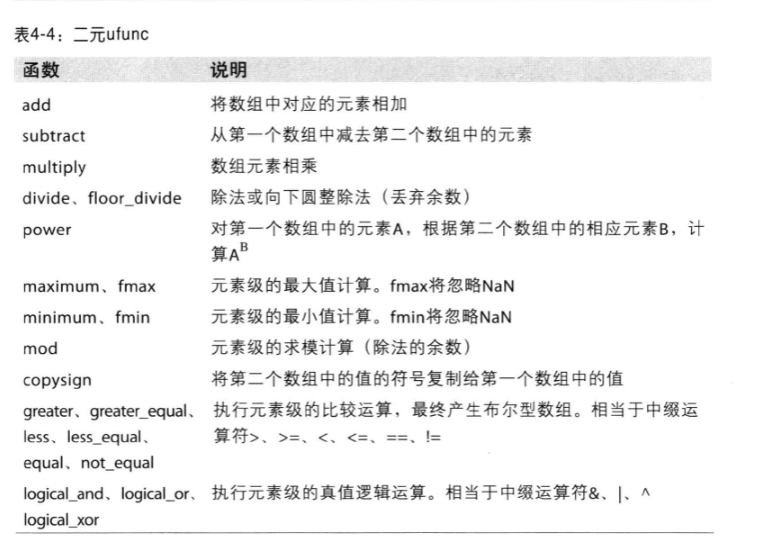 表4-4：二元ufunc
函数 说明
add 将数组中对应的元素相加
subtract 从第一个数组中减去第二个数组中的元素
multiply 数组元素相乘
divide、floor_divide 除法或向下圆整除法（丢弃余数）
power 对第一个数组中的元素A，根据第二个数组中的相应元素B，计
算A^B
maximum、fmax 元素级的最大值计算。fmax将忽略NaN
minimum、fmin 元素级的最小值计算。fmin将忽略NaN
mod 元素级的求模计算（除法的余数）
copysign 将第二个数组中的值的符号复制给第一个数组中的值
greater、greater_equal、 执行元素级的比较运算，最终产生布尔型数组。相当于中缀运
less、less_equal、 算符>、>=、<、<=、==、!=
equal、not_equal
logical_and、logical_or、 执行元素级的真值逻辑运算。相当于中缀运算符&、|、^
logical_xor